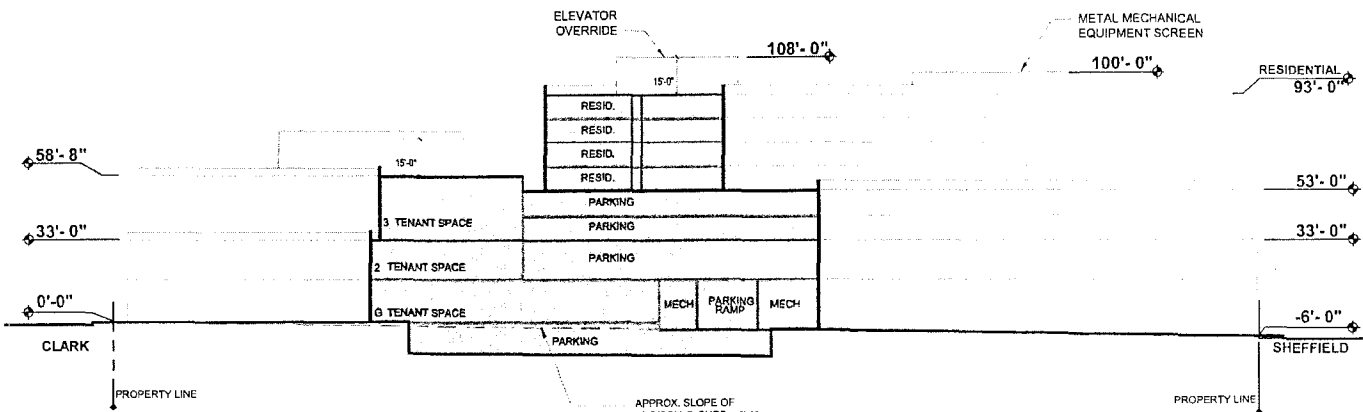 ELEVATOR
OVERRIDE
METAL MECHANICAL
EQUIPMENT SCREEN
108'- 0"
100'- 0"
RESIDENTIAL
93'- 0"
15'-0"
RESID.
RESID.
RESID.
RESID.
58'- 8"
15'-0"
53'- 0"
PARKING
3 TENANT SPACE
PARKING
33'- 0"
33'- 0"
2 TENANT SPACE
PARKING
0'-0"
G TENANT SPACE
MECH
PARKING
RAMP
MECH
-6'- 0"
CLARK
PARKING
SHEFFIELD
PROPERTY LINE
APPROX. SLOPE OF
PROPERTY LINE